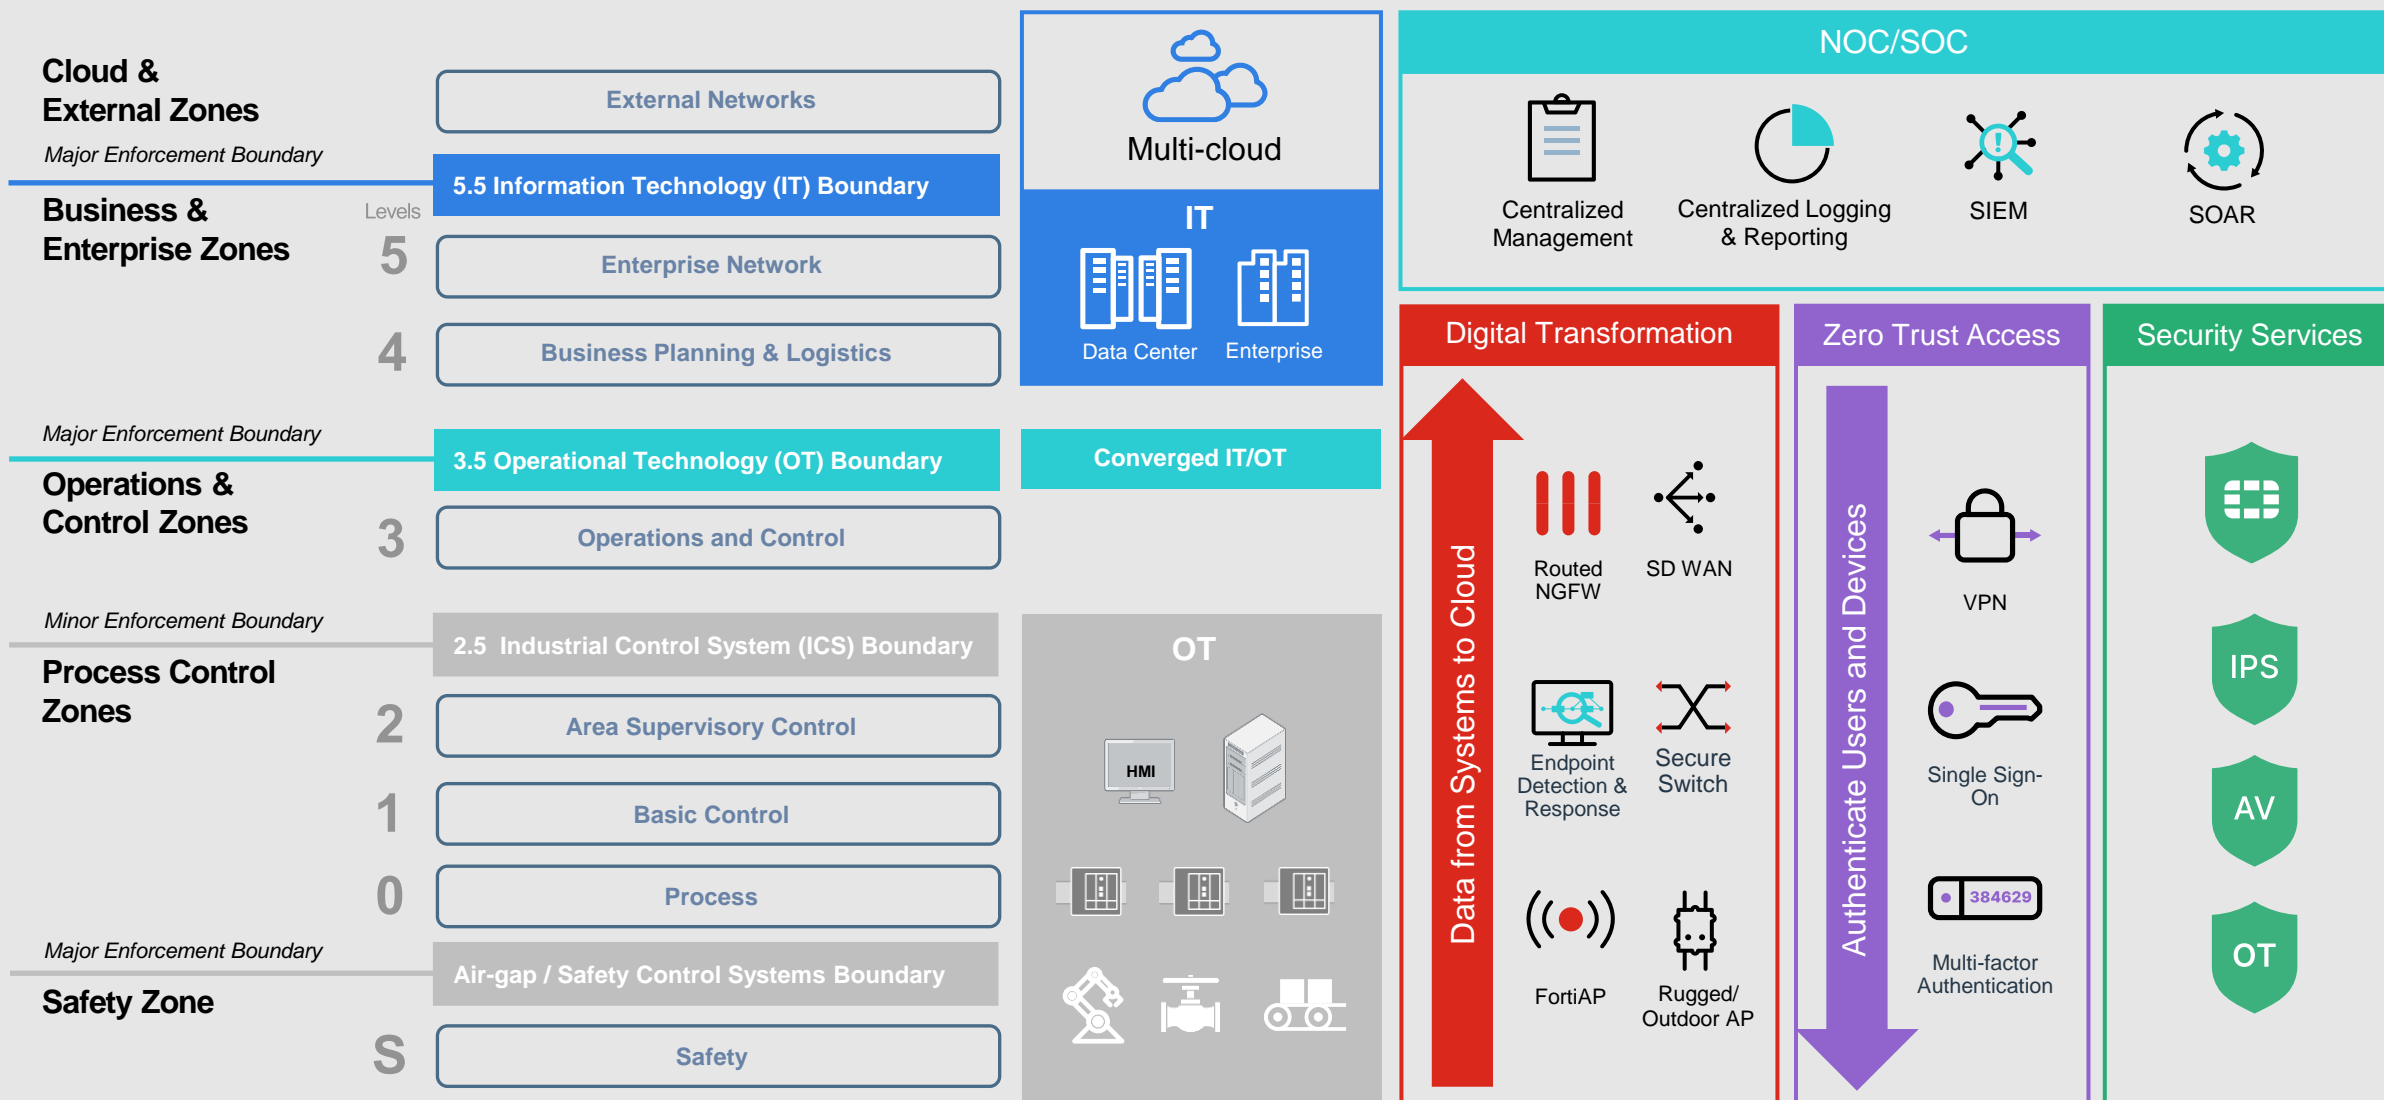 Cloud &
External Zones
Major Enforcement Boundary
External Networks
5.5 Information Technology (IT) Boundary
Business &
Enterprise Zones
Levels
5
Enterprise Network
4
Business Planning & Logistics
Major Enforcement Boundary
3.5 Operational Technology (OT) Boundary
Operations &
Control Zones
3
Operations and Control
Minor Enforcement Boundary
2.5 Industrial Control System (ICS) Boundary
Process Control
Zones
2
Area Supervisory Control
1
Basic Control
0
Process
Major Enforcement Boundary
Air-gap / Safety Control Systems Boundary
Safety Zone
S
Safety
Multi-cloud
IT
Data Center
Enterprise
Converged IT/OT
OT
HMI
NOC/SOC
Centralized
Management
Centralized Logging
& Reporting
SIEM
SOAR
Digital Transformation
Data from Systems to Cloud
Routed
NGFW
SD WAN
Endpoint
Detection &
Response
Secure
Switch
FortiAP
Rugged/
Outdoor AP
Zero Trust Access
Authenticate Users and Devices
VPN
Single Sign-
On
384629
Multi-factor
Authentication
Security Services
IPS
AV
OT